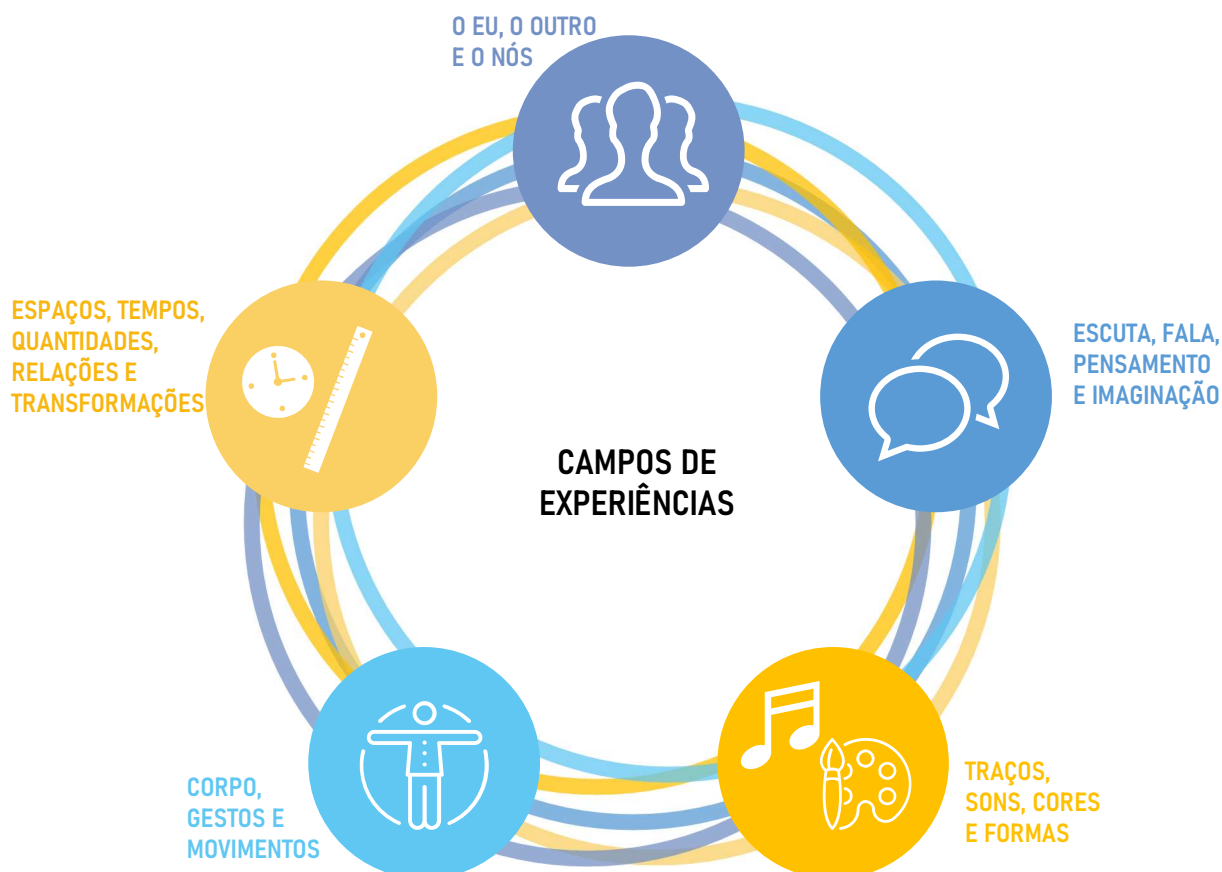 O EU, O OUTRO
E O NÓS
ESPAÇOS, TEMPOS,
QUANTIDADES,
RELAÇÕES E
TRANSFORMAÇÕES
ESCUTA, FALA,
PENSAMENTO
E IMAGINAÇÃO
CAMPOS DE
EXPERIÊNCIAS
CORPO,
GESTOS E
MOVIMENTOS
TRAÇOS,
SONS, CORES
E FORMAS